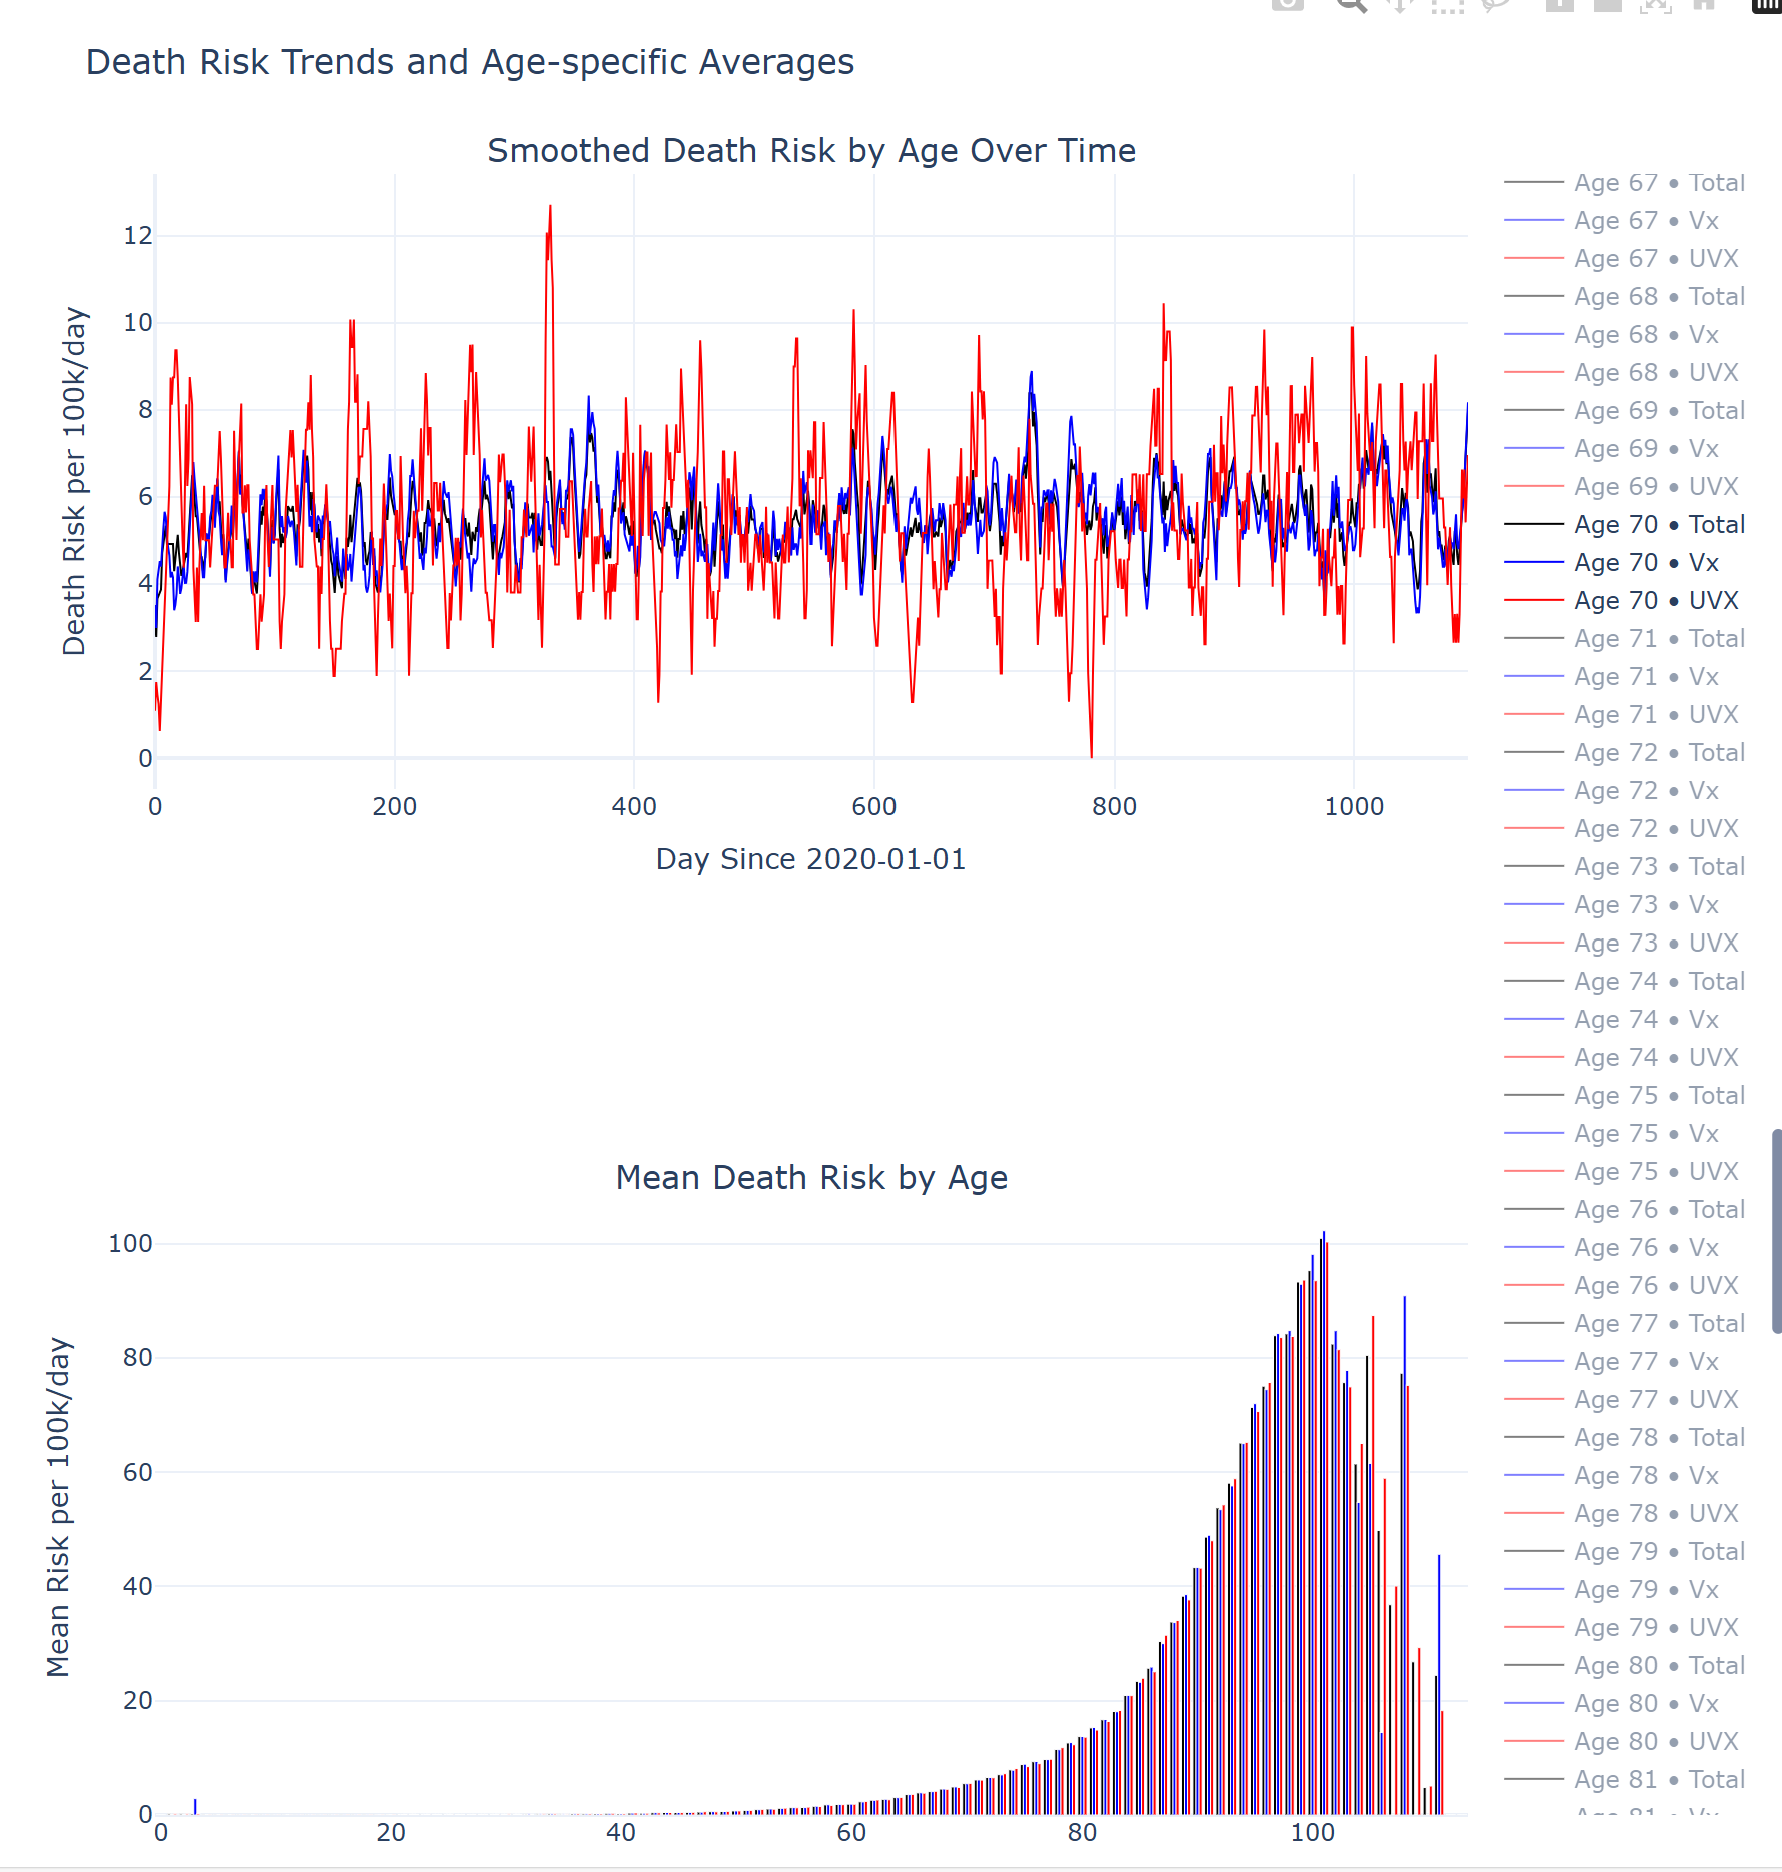 Death Risk Trends and Age-specific Averages
Smoothed Death Risk by Age Over Time
Death Risk per 100k/day
12
10
8
6
4
2
0
0 200 400 600 800 1000
Day Since 2020-01-01
Age 67 • Total
Age 67 • Vx
Age 67 • UVX
Age 68 • Total
Age 68 • Vx
Age 68 • UVX
Age 69 • Total
Age 69 • Vx
Age 69 • UVX
Age 70 • Total
Age 70 • Vx
Age 70 • UVX
Age 71 • Total
Age 71 • Vx
Age 71 • UVX
Age 72 • Total
Age 72 • Vx
Age 72 • UVX
Age 73 • Total
Age 73 • Vx
Age 73 • UVX
Age 74 • Total
Age 74 • Vx
Age 74 • UVX
Age 75 • Total
Age 75 • Vx
Age 75 • UVX
Age 76 • Total
Age 76 • Vx
Age 76 • UVX
Age 77 • Total
Age 77 • Vx
Age 77 • UVX
Age 78 • Total
Age 78 • Vx
Age 78 • UVX
Age 79 • Total
Age 79 • Vx
Age 79 • UVX
Age 80 • Total
Age 80 • Vx
Age 80 • UVX
Age 81 • Total
Age 81 • Vx
Mean Death Risk by Age
Mean Risk per 100k/day
100
80
60
40
20
0
0 20 40 60 80 100